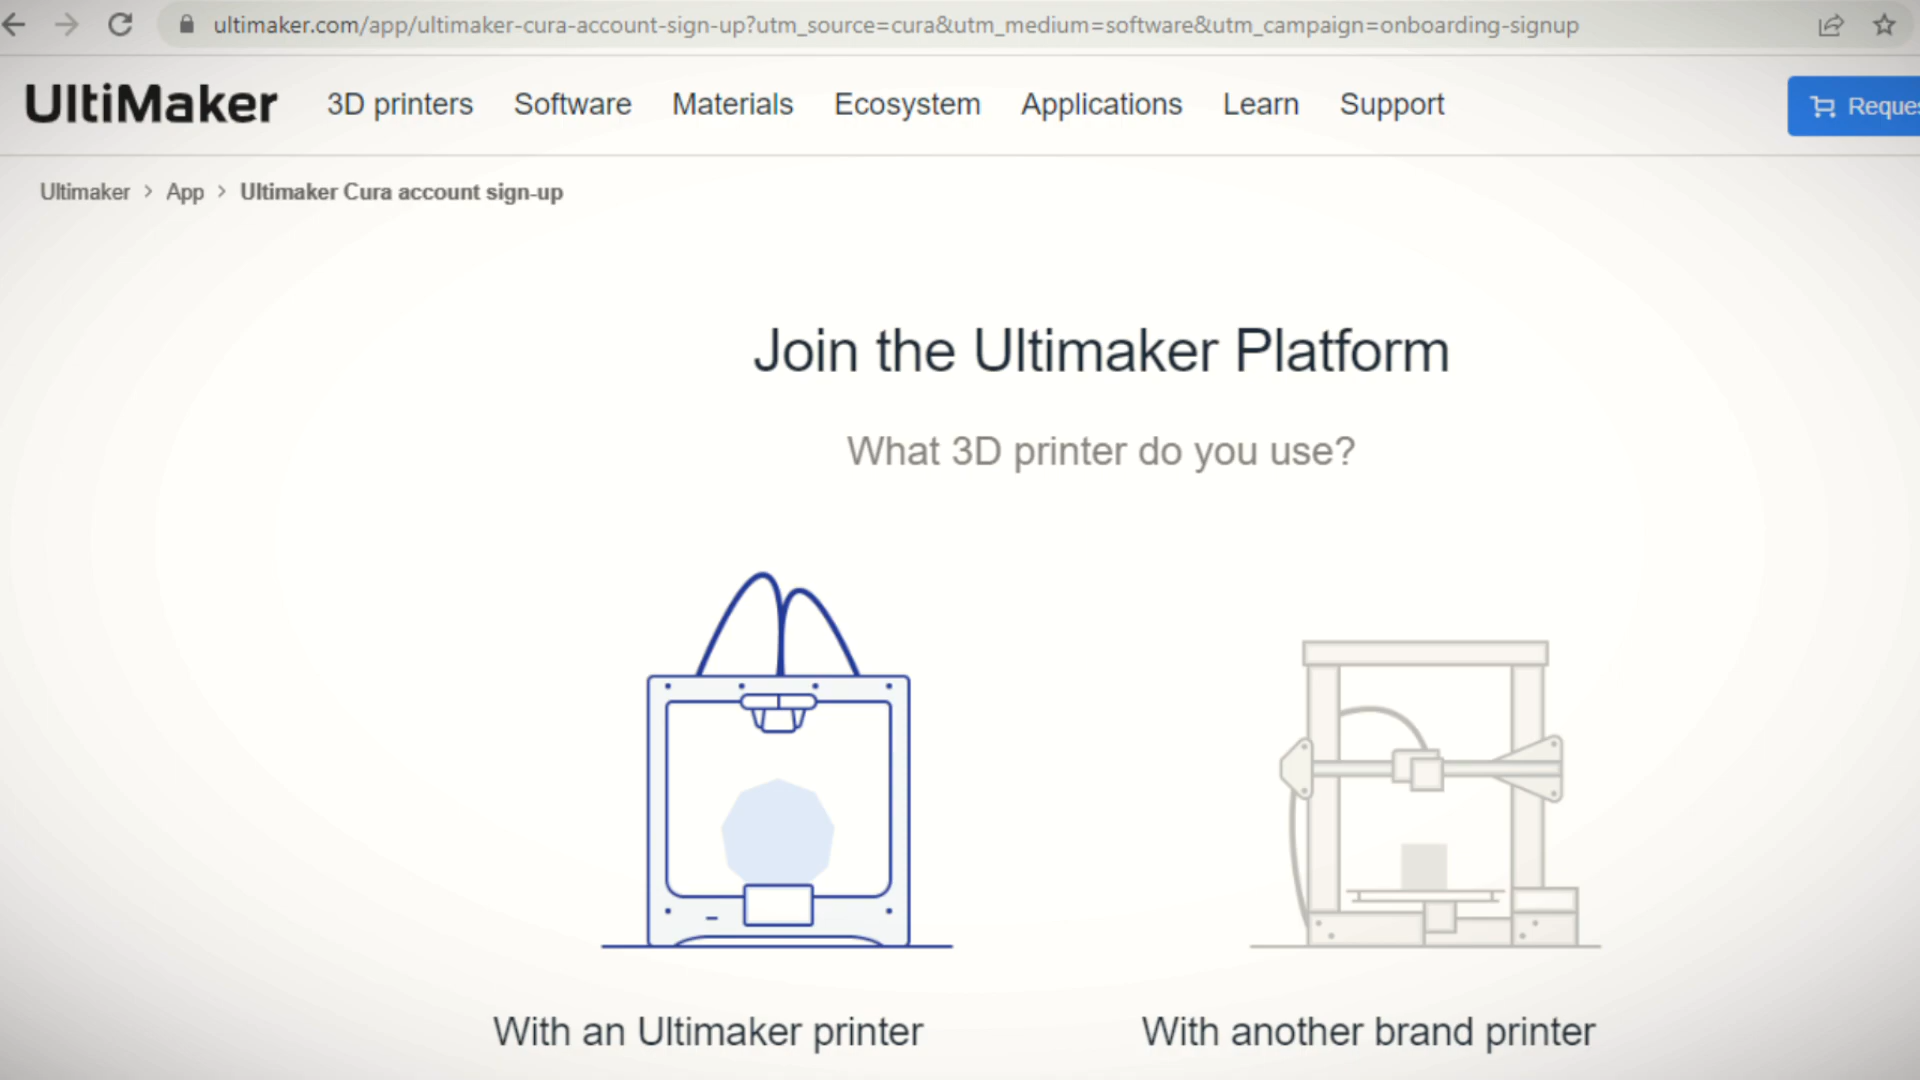 ultimaker.com/app/ultimaker-cura-account-sign-up?utm_source=cura&utm_medium=software&utm_campaign=onboarding-signup
UltiMaker 3D printers Software Materials Ecosystem Applications Learn Support
Ultimaker > App > Ultimaker Cura account sign-up
Join the Ultimaker Platform
What 3D printer do you use?
With an Ultimaker printer With another brand printer